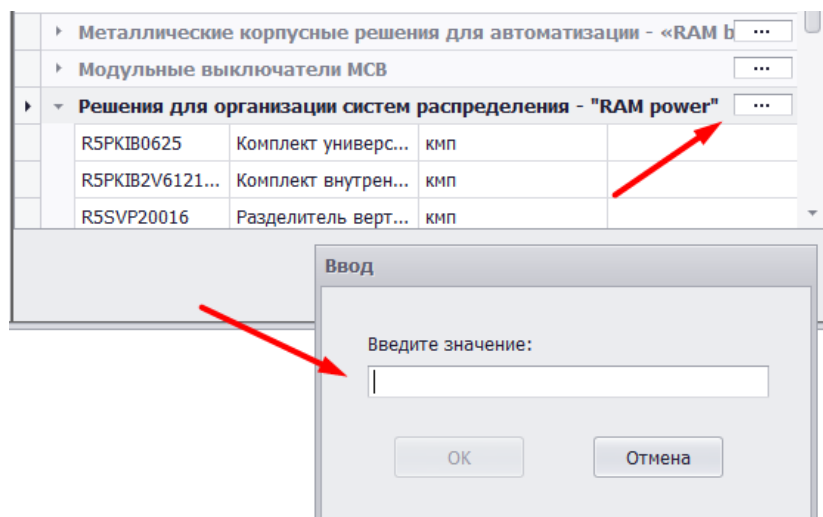 Металлические корпусные решения для автоматизации - «RAM b ...
Модульные выключатели MCB ...
Решения для организации систем распределения - "RAM power" ...
R5PKIB0625 Комплект универс... кмп
R5PKIB2V6121... Комплект внутрен... кмп
R5SVP20016 Разделитель верт... кмп
Ввод
Введите значение:
OK Отмена